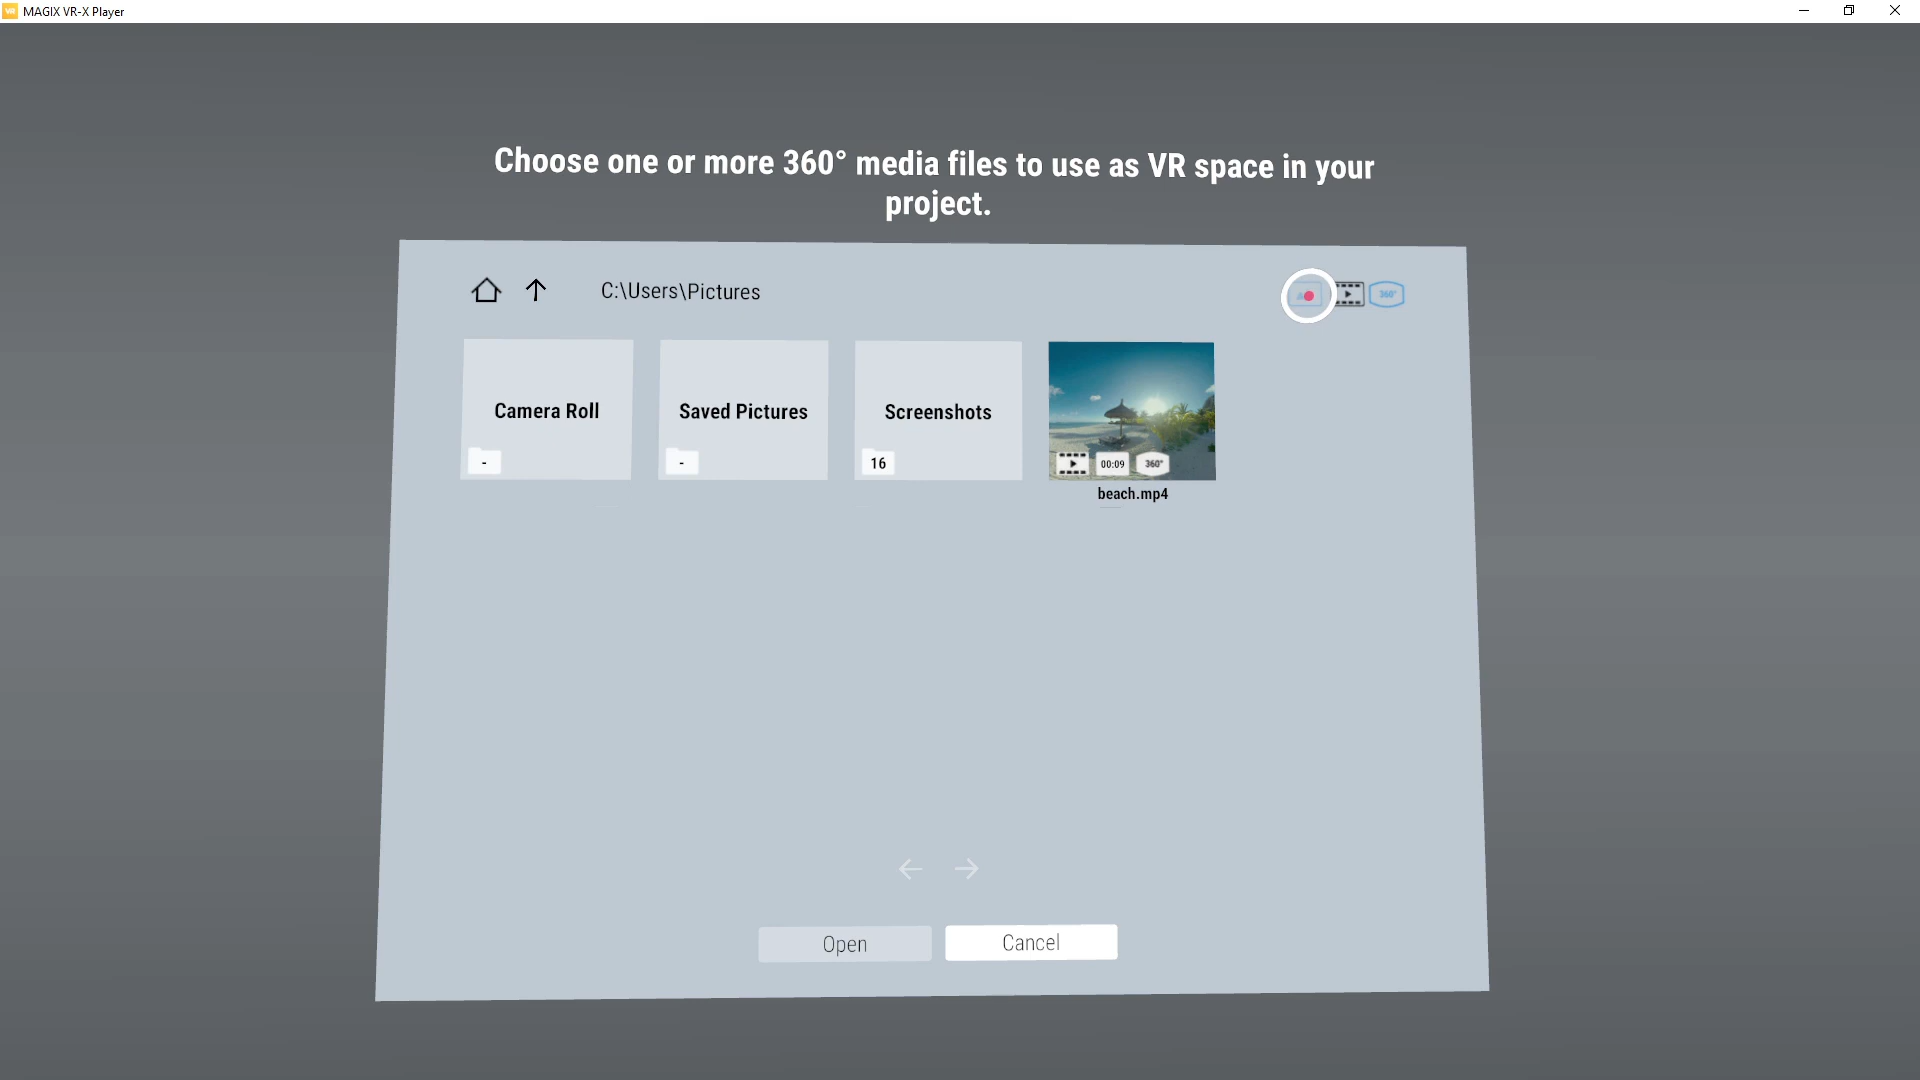 MAGIX VR-X Player
Choose one or more 360° media files to use as VR space in your
project.
C:\Users\Pictures
360°
Camera Roll
Saved Pictures
Screenshots
-
-
16
00:09
360°
beach.mp4
Open
Cancel